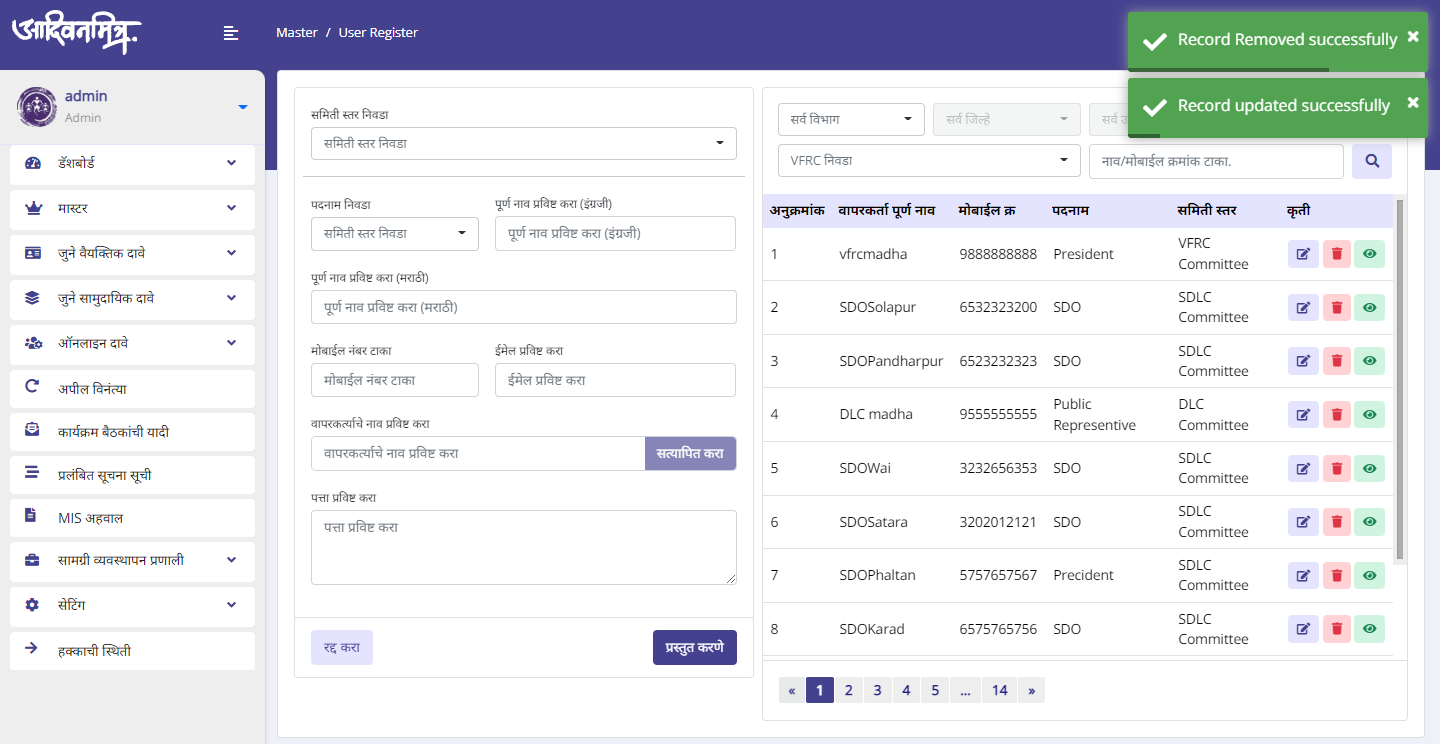 आदिवनमित्र
Master / User Register
Record Removed successfully
Record updated successfully
admin
Admin
डॅशबोर्ड
मास्टर
जुने वैयक्तिक दावे
जुने सामुदायिक दावे
ऑनलाइन दावे
अपील विनंत्या
कार्यक्रम बैठकांची यादी
प्रलंबित सूचना सूची
MIS अहवाल
सामग्री व्यवस्थापन प्रणाली
सेटिंग
हक्काची स्थिती
समिती स्तर निवडा
समिती स्तर निवडा
पदनाम निवडा
पूर्ण नाव प्रविष्ट करा (इंग्रजी)
समिती स्तर निवडा
पूर्ण नाव प्रविष्ट करा (इंग्रजी)
पूर्ण नाव प्रविष्ट करा (मराठी)
पूर्ण नाव प्रविष्ट करा (मराठी)
मोबाईल नंबर टाका
ईमेल प्रविष्ट करा
मोबाईल नंबर टाका
ईमेल प्रविष्ट करा
वापरकर्त्याचे नाव प्रविष्ट करा
वापरकर्त्याचे नाव प्रविष्ट करा
सत्यापित करा
पत्ता प्रविष्ट करा
पत्ता प्रविष्ट करा
रद्द करा
प्रस्तुत करणे
सर्व विभाग
सर्व जिल्हे
सर्व
VFRC निवडा
नाव/मोबाईल क्रमांक टाका.
अनुक्रमांक वापरकर्ता पूर्ण नाव मोबाईल क्र पदनाम समिती स्तर कृती
1 vfrcmadha 9888888888 President VFRC Committee
2 SDOSolapur 6532323200 SDO SDLC Committee
3 SDOPandharpur 6523232323 SDO SDLC Committee
4 DLC madha 9555555555 Public Representive DLC Committee
5 SDOWai 3232656353 SDO SDLC Committee
6 SDOSatara 3202012121 SDO SDLC Committee
7 SDOPhaltan 5757657567 Precident SDLC Committee
8 SDOKarad 6575765756 SDO SDLC Committee
« 1 2 3 4 5 ... 14 »